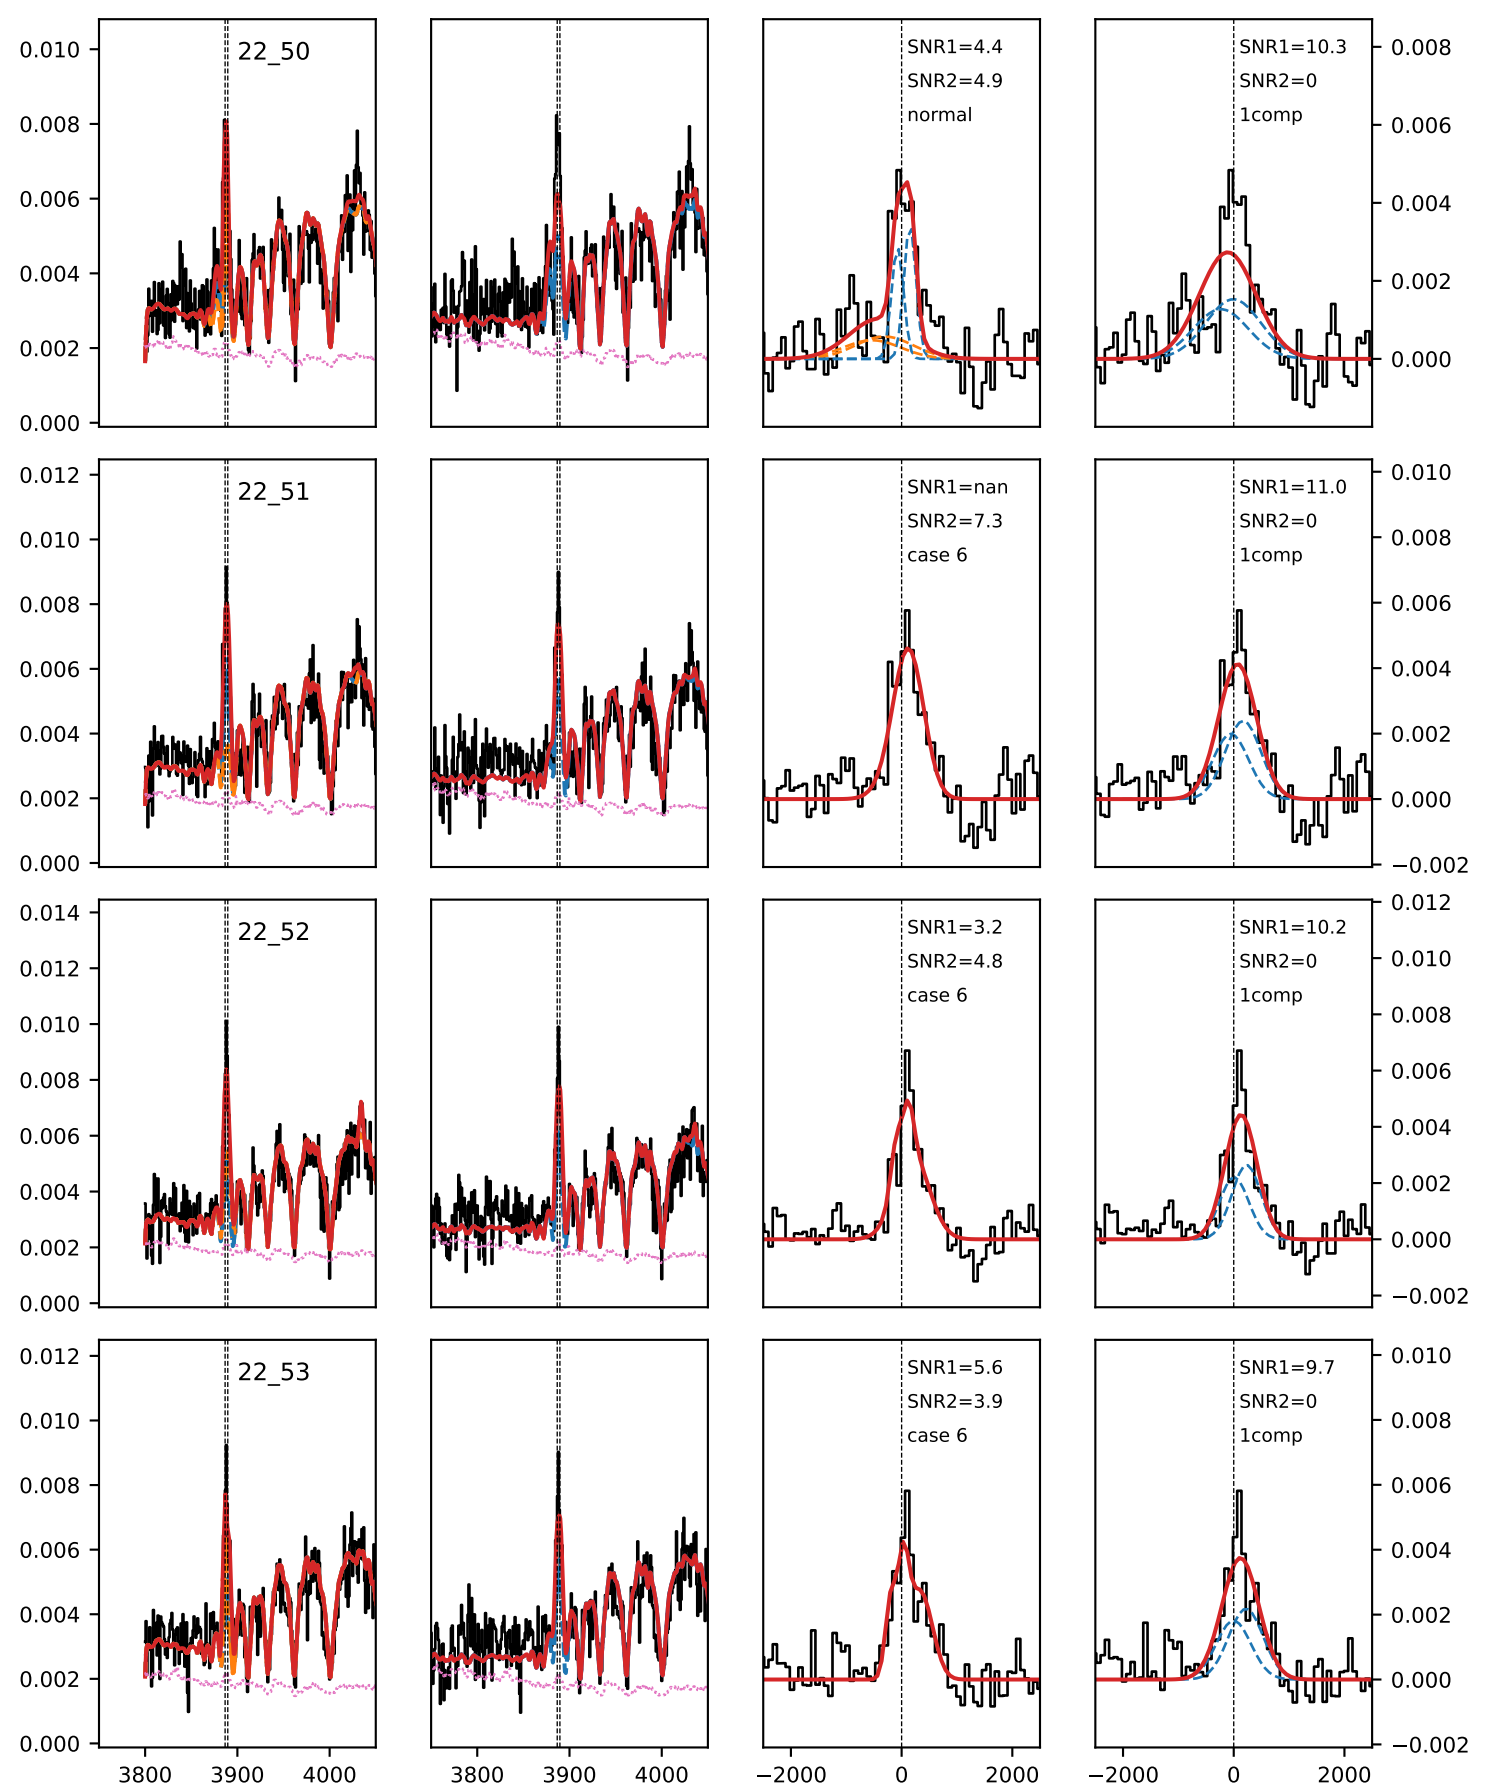 0.010
0.008
0.006
0.004
0.002
0.000
22_50
SNR1=4.4
SNR2=4.9
normal
SNR1=10.3
SNR2=0
1comp
0.008
0.006
0.004
0.002
0.000
0.012
0.010
0.008
0.006
0.004
0.002
0.000
22_51
SNR1=nan
SNR2=7.3
case 6
SNR1=11.0
SNR2=0
1comp
0.010
0.008
0.006
0.004
0.002
0.000
−0.002
0.014
0.012
0.010
0.008
0.006
0.004
0.002
0.000
22_52
SNR1=3.2
SNR2=4.8
case 6
SNR1=10.2
SNR2=0
1comp
0.012
0.010
0.008
0.006
0.004
0.002
0.000
−0.002
0.012
0.010
0.008
0.006
0.004
0.002
0.000
22_53
SNR1=5.6
SNR2=3.9
case 6
SNR1=9.7
SNR2=0
1comp
0.010
0.008
0.006
0.004
0.002
0.000
−0.002
3800 3900 4000
3800 3900 4000
−2000 0 2000
−2000 0 2000